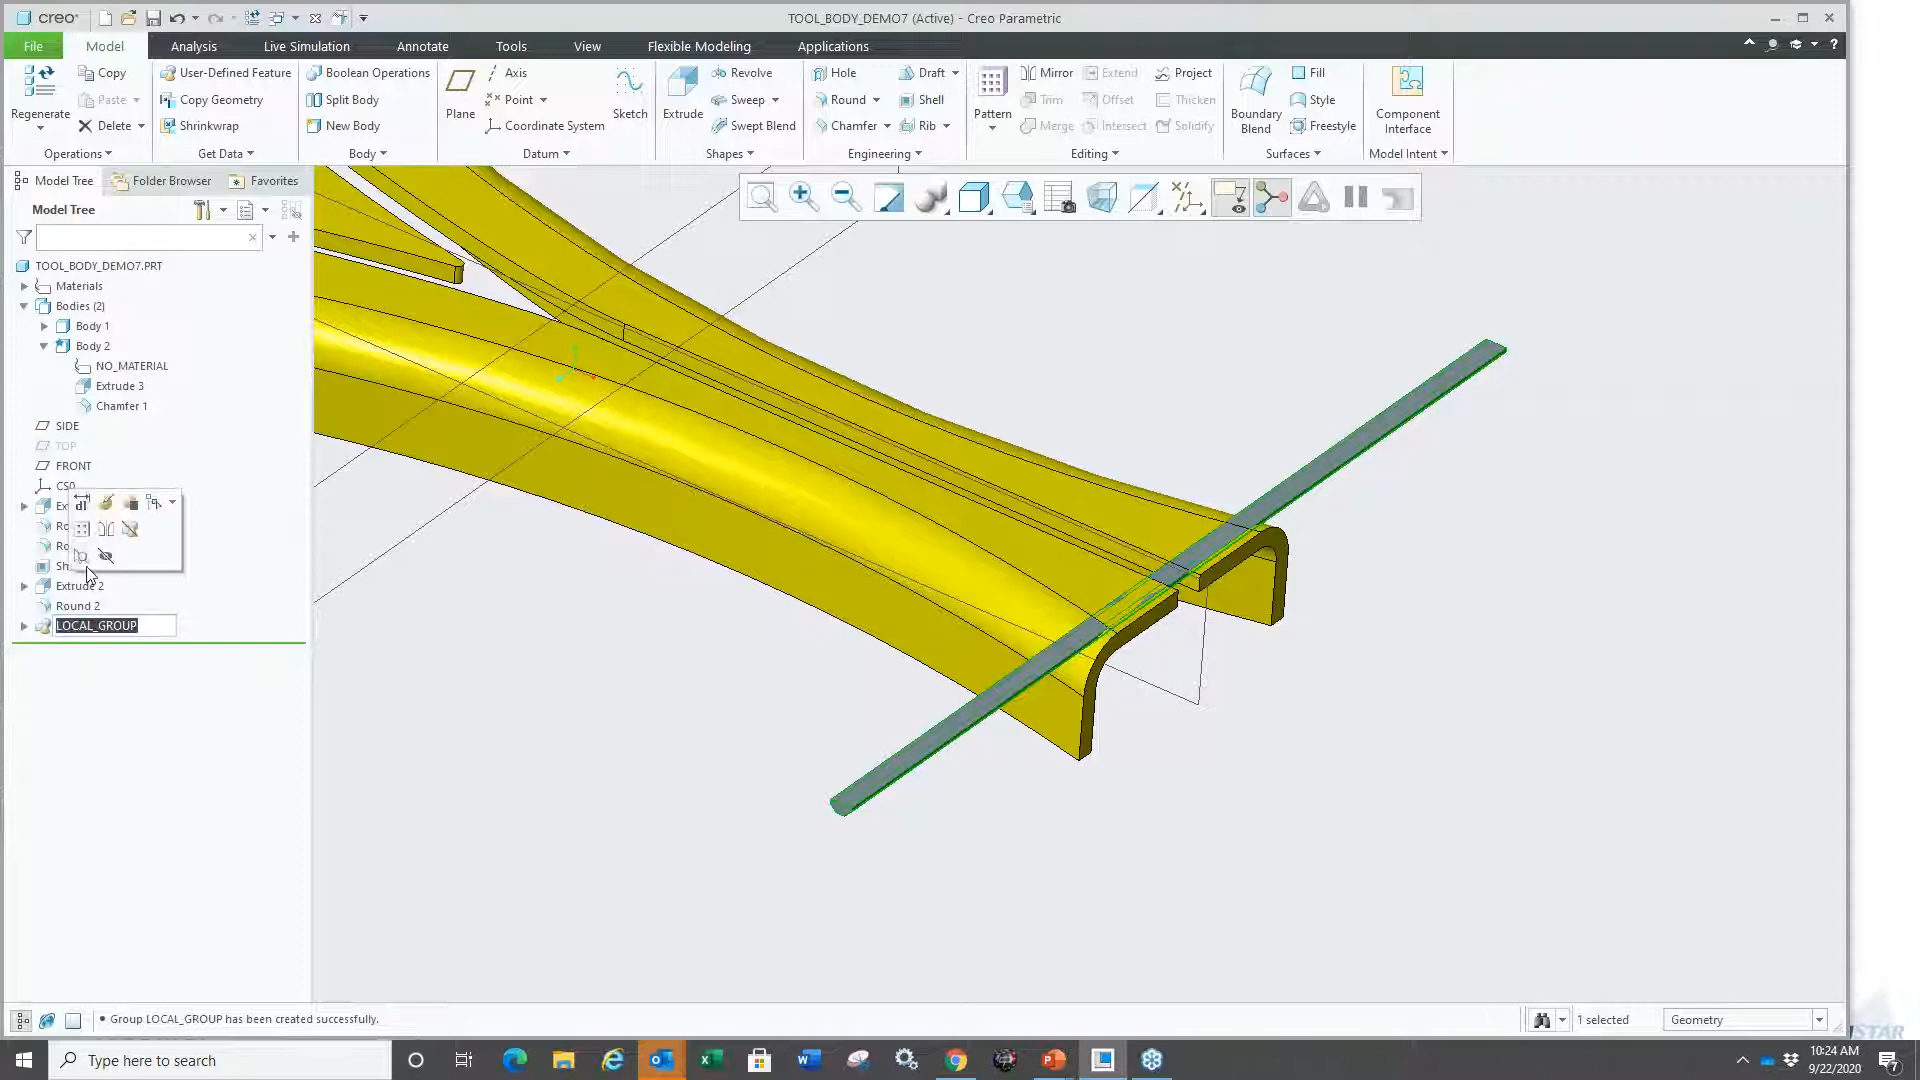 creo
TOOL_BODY_DEMO7 (Active) - Creo Parametric
File Model Analysis Live Simulation Annotate Tools View Flexible Modeling Applications
Regenerate
Copy
Paste
Delete
Operations
User-Defined Feature
Copy Geometry
Shrinkwrap
Get Data
Boolean Operations
Split Body
New Body
Body
Plane
Axis
Point
Coordinate System
Sketch
Datum
Extrude
Revolve
Sweep
Swept Blend
Shapes
Hole
Round
Chamfer
Draft
Shell
Rib
Engineering
Pattern
Mirror
Trim
Merge
Extend
Offset
Intersect
Project
Thicken
Solidify
Editing
Boundary
Blend
Fill
Style
Freestyle
Surfaces
Component
Interface
Model Intent
Model Tree Folder Browser Favorites
Model Tree
TOOL_BODY_DEMO7.PRT
Materials
Bodies (2)
Body 1
Body 2
NO_MATERIAL
Extrude 3
Chamfer 1
SIDE
TOP
FRONT
CS0
Ex
Ro
Ro
Sh
Extrude 2
Round 2
LOCAL_GROUP
• Group LOCAL_GROUP has been created successfully.
1 selected
Geometry
Type here to search
10:24 AM
9/22/2020
7